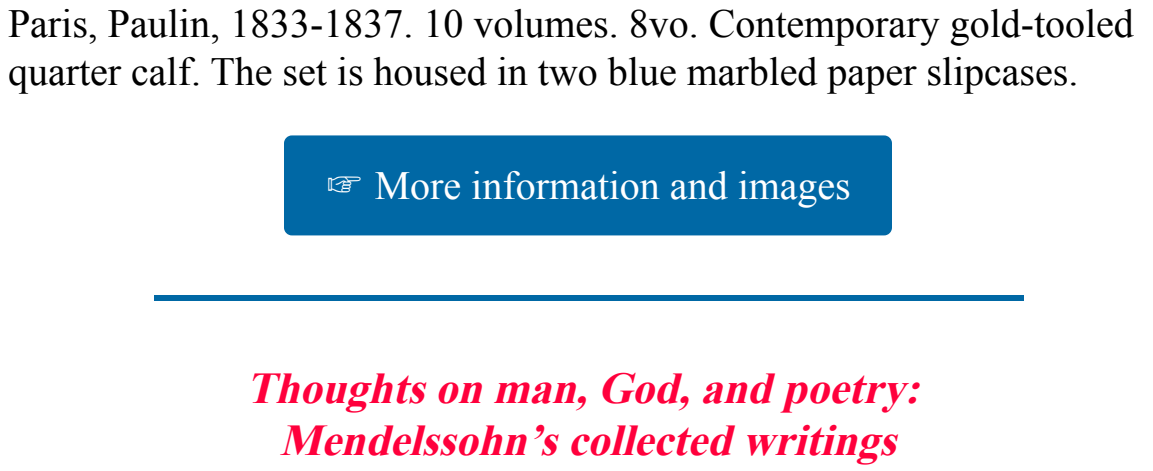 Paris, Paulin, 1833-1837. 10 volumes. 8vo. Contemporary gold-tooled
quarter calf. The set is housed in two blue marbled paper slipcases.
☞ More information and images
Thoughts on man, God, and poetry:
Mendelssohn’s collected writings